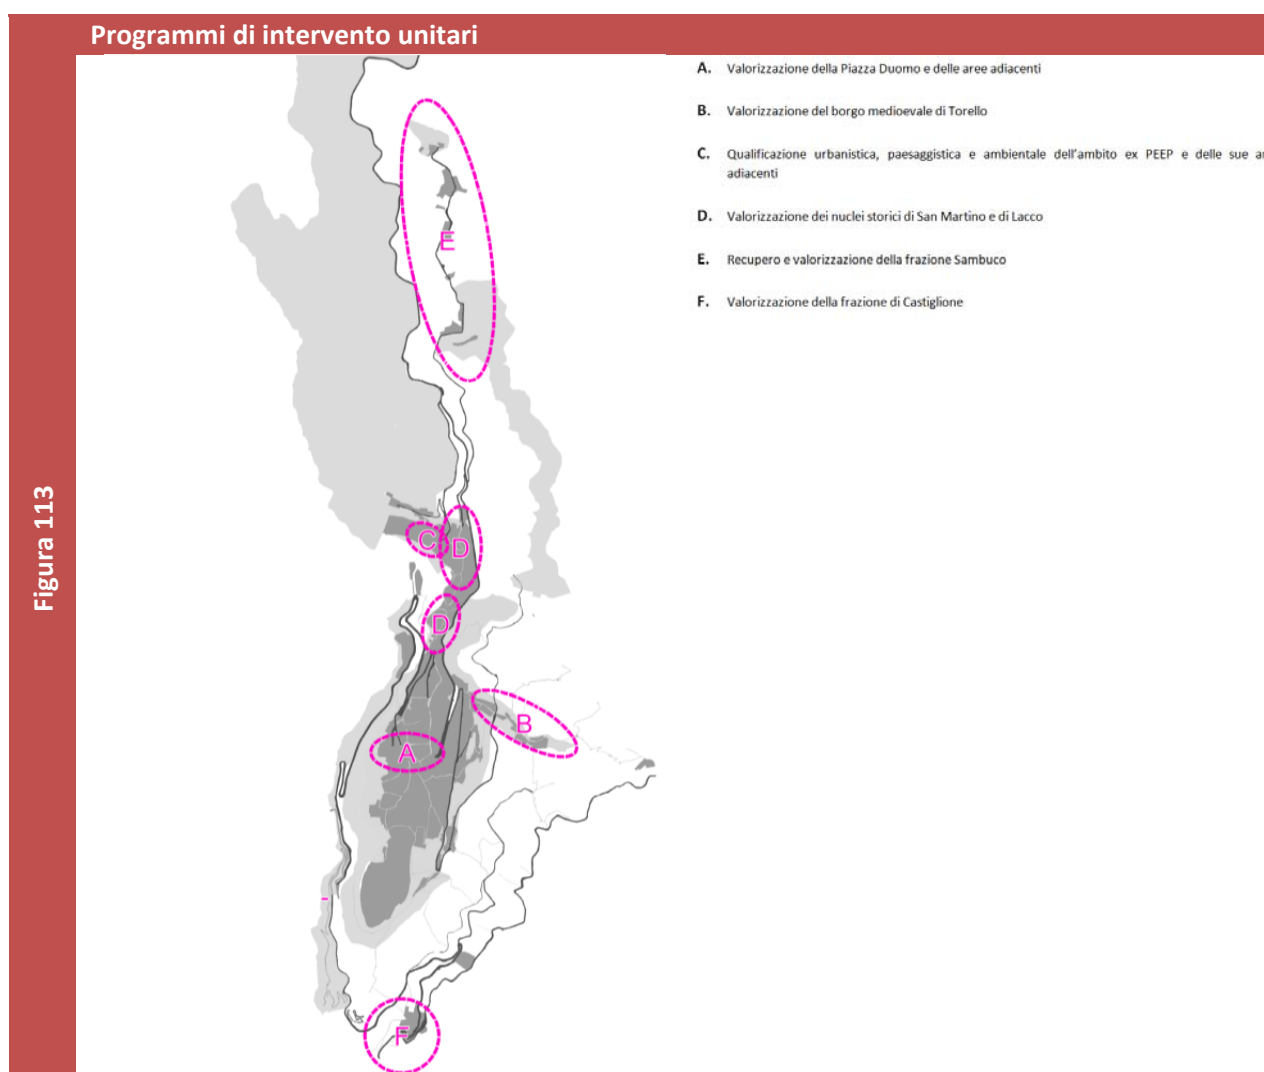 Programmi di intervento unitari
Figura 113
A. Valorizzazione della Piazza Duomo e delle aree adiacenti
B. Valorizzazione del borgo medioevale di Torello
C. Qualificazione urbanistica, paesaggistica e ambientale dell'ambito ex PEEP e delle sue
adiacenti
D. Valorizzazione dei nuclei storici di San Martino e di Lacco
E. Recupero e valorizzazione della frazione Sambuco
F. Valorizzazione della frazione di Castiglione
E
C
D
D
B
A
F